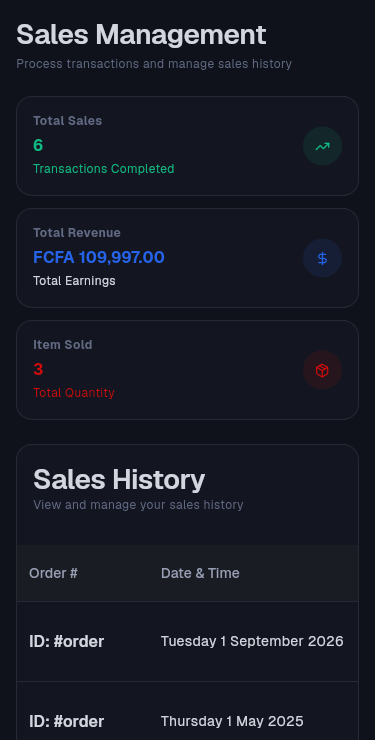 Sales Management
Process transactions and manage sales history
Total Sales
6
Transactions Completed
Total Revenue
FCFA 109,997.00
Total Earnings
Item Sold
3
Total Quantity
Sales History
View and manage your sales history
Order # Date & Time
ID: #order Tuesday 1 September 2026
ID: #order Thursday 1 May 2025